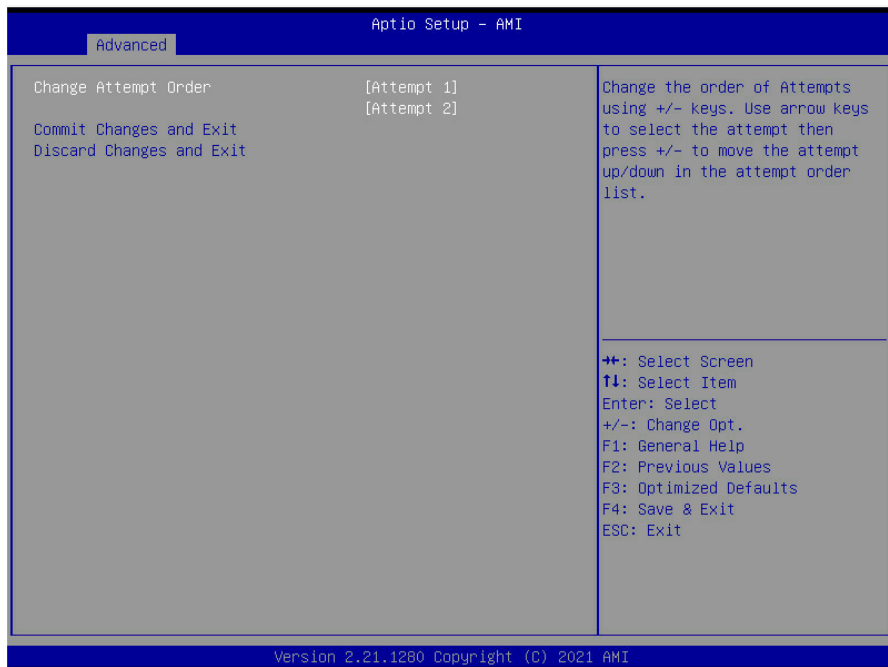 Aptio Setup – AMI
Advanced
Change Attempt Order [Attempt 1]
[Attempt 2]
Commit Changes and Exit
Discard Changes and Exit
Change the order of Attempts
using +/- keys. Use arrow keys
to select the attempt then
press +/- to move the attempt
up/down in the attempt order
list.
→←: Select Screen
↑↓: Select Item
Enter: Select
+/-: Change Opt.
F1: General Help
F2: Previous Values
F3: Optimized Defaults
F4: Save & Exit
ESC: Exit
Version 2.21.1280 Copyright (C) 2021 AMI